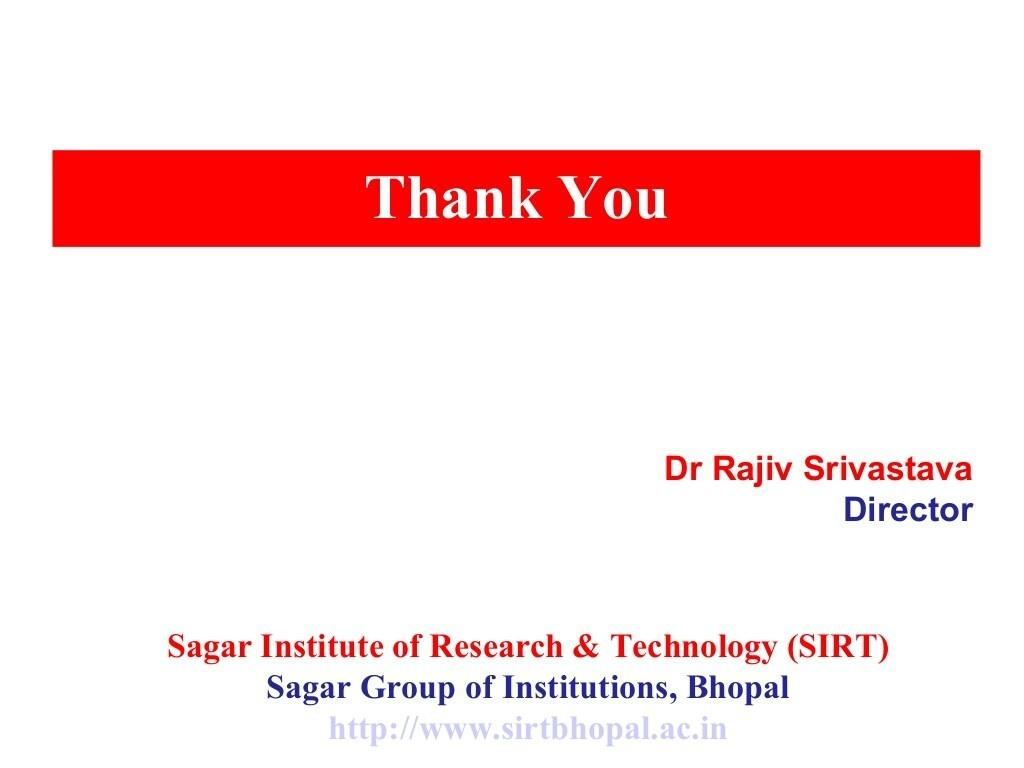 Thank You
Dr Rajiv Srivastava
Director
Sagar Institute of Research & Technology (SIRT)
Sagar Group of Institutions, Bhopal
http://www.sirtbhopal.ac.in